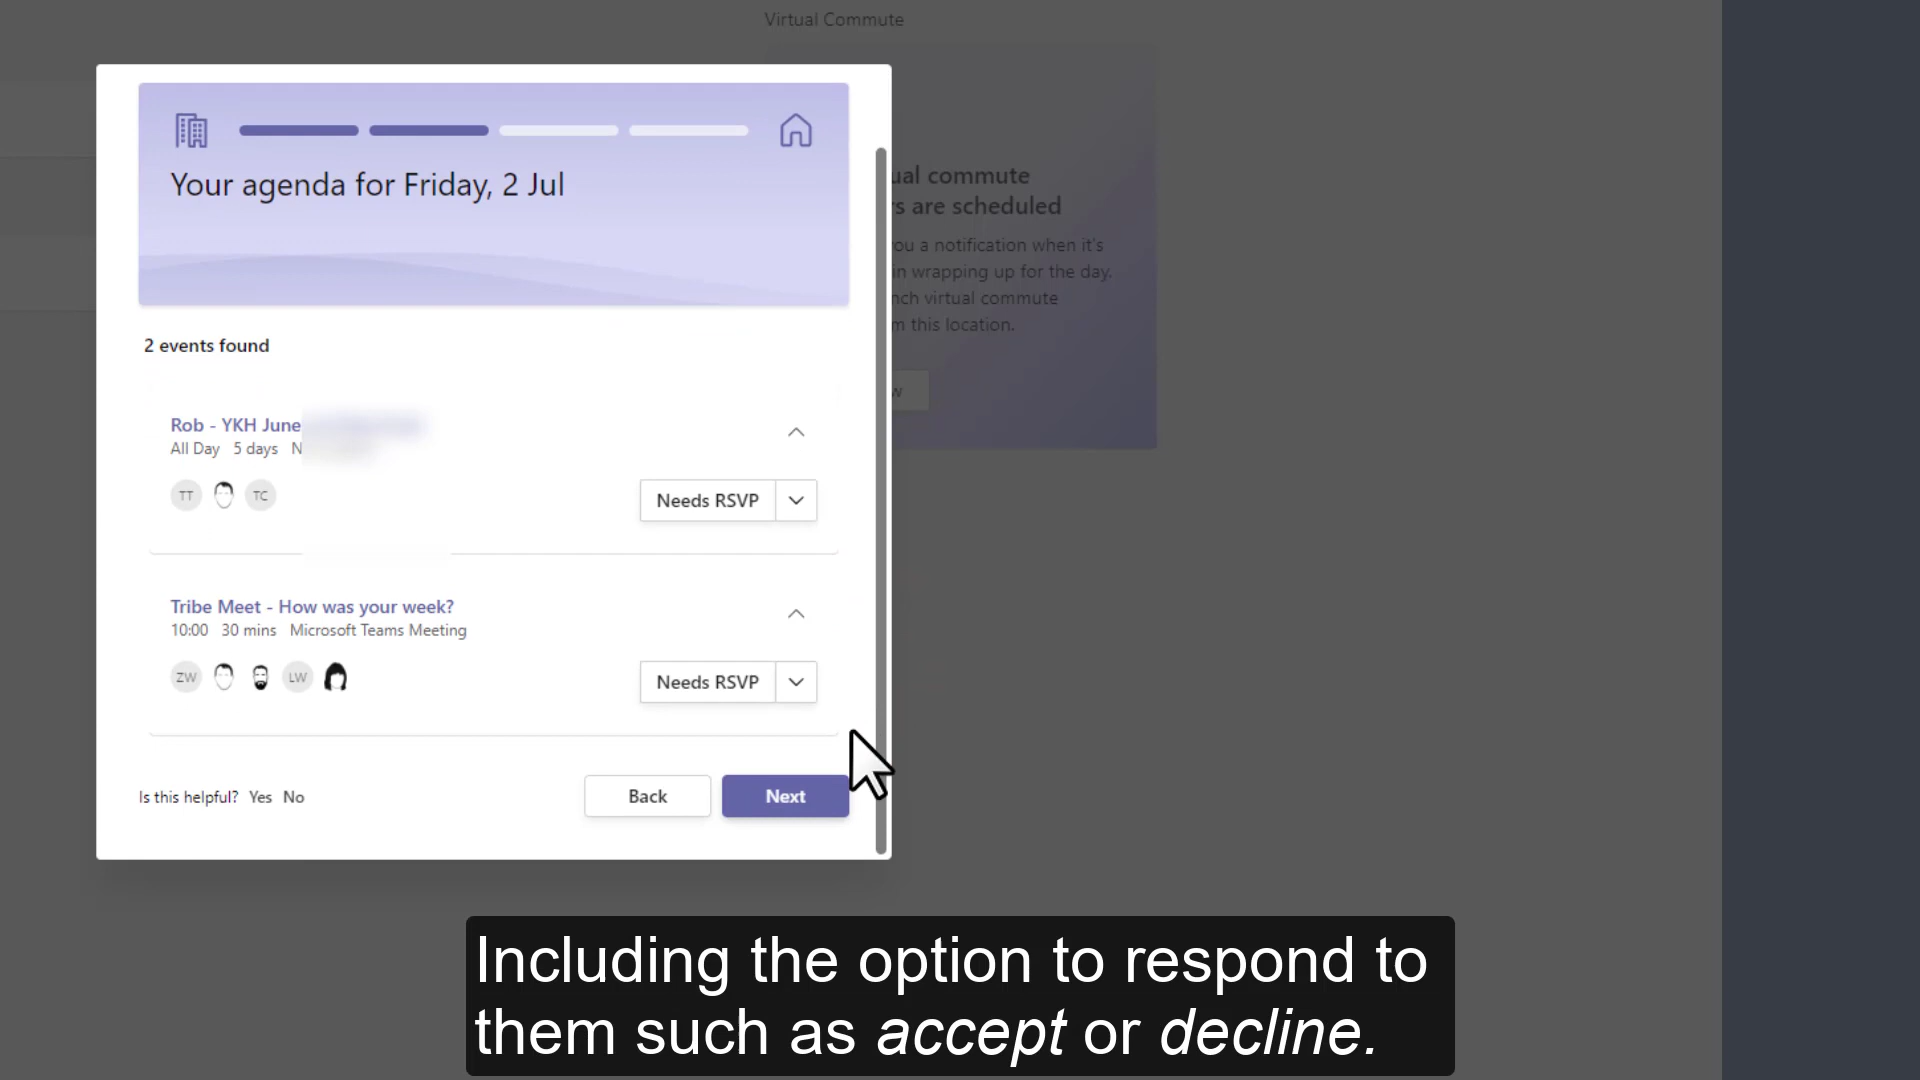 Virtual Commute
Your agenda for Friday, 2 Jul
ual commute
s are scheduled
ou a notification when it's
in wrapping up for the day.
nch virtual commute
m this location.
w
2 events found
Rob - YKH June
All Day 5 days N
TT TC
Needs RSVP
Tribe Meet - How was your week?
10:00 30 mins Microsoft Teams Meeting
ZW LW
Needs RSVP
Is this helpful? Yes No
Back
Next
Including the option to respond to
them such as accept or decline.